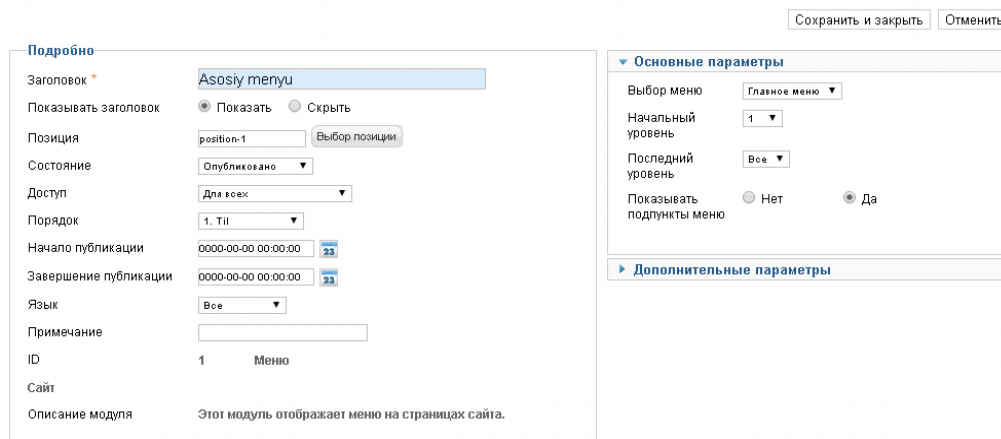 Сохранить и закрыть Отменить
Подробно
Заголовок * Asosiy menyu
Показывать заголовок Показать Скрыть
Позиция position-1 Выбор позиции
Состояние Опубликовано
Доступ Для всех
Порядок 1. Til
Начало публикации 0000-00-00 00:00:00 23
Завершение публикации 0000-00-00 00:00:00 23
Язык Все
Примечание
ID 1 Меню
Сайт
Описание модуля Этот модуль отображает меню на страницах сайта.
Основные параметры
Выбор меню Главное меню
Начальный 1
уровень
Последний Все
уровень
Показывать Нет Да
подпункты меню
Дополнительные параметры